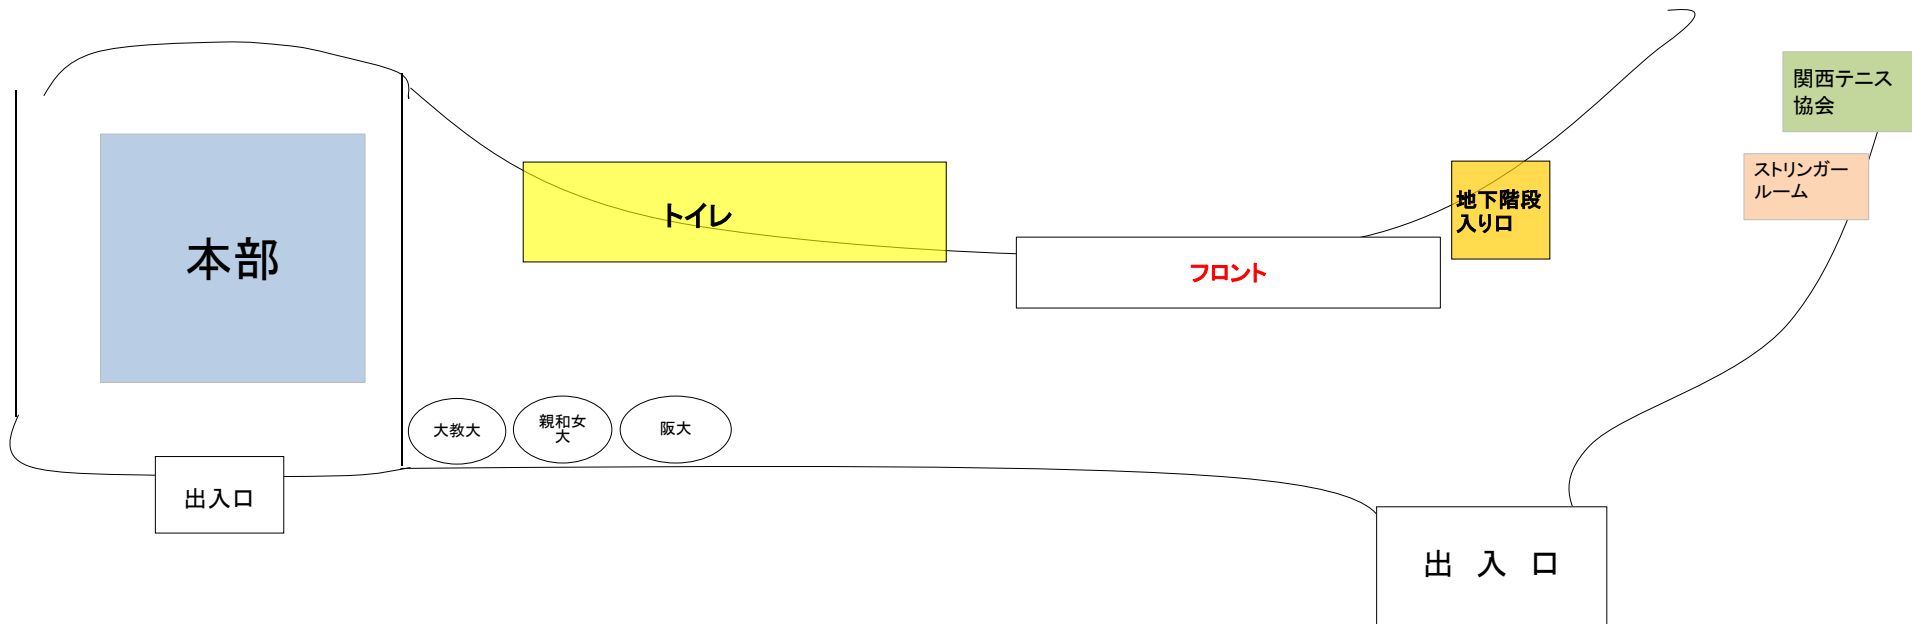 関西テニス
協会
ストリンガー
ルーム
トイレ
地下階段
入り口
本部
フロント
大教大
親和女
大
阪大
出入口
出　入　口